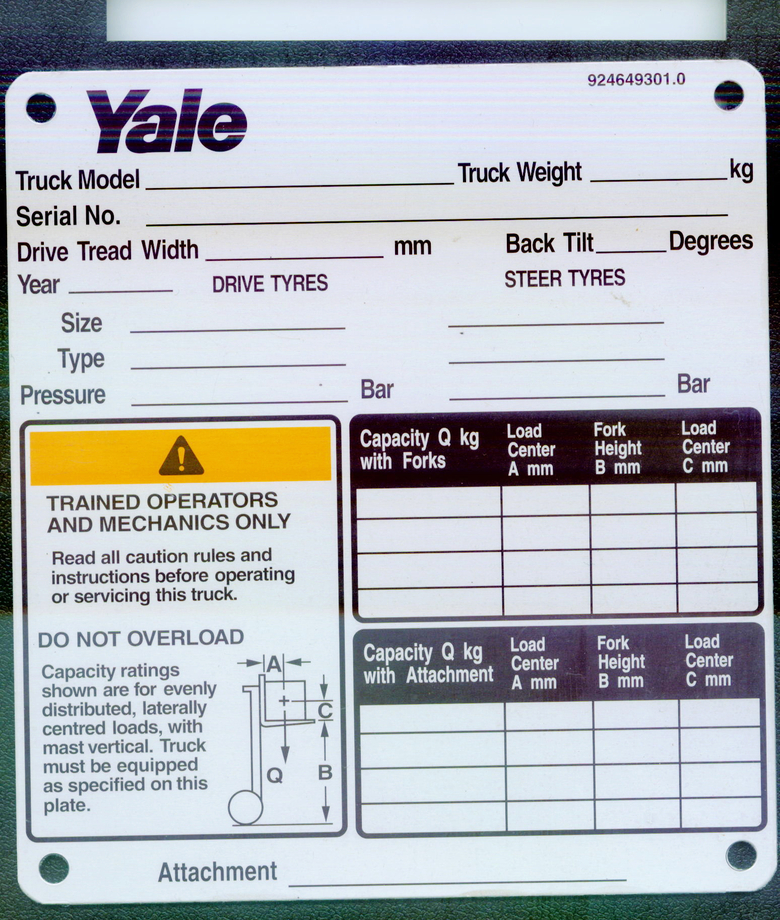 924649301.0
Yale
Truck Model Truck Weight kg
Serial No.
Drive Tread Width mm Back Tilt Degrees
Year DRIVE TYRES STEER TYRES
Size
Type
Pressure Bar Bar
TRAINED OPERATORS
AND MECHANICS ONLY
Read all caution rules and
instructions before operating
or servicing this truck.
DO NOT OVERLOAD
Capacity ratings
shown are for evenly
distributed, laterally
centred loads, with
mast vertical. Truck
must be equipped
as specified on this
plate.
A
C
Q B
Capacity Q kg
with Forks
Load
Center
A mm
Fork
Height
B mm
Load
Center
C mm
Capacity Q kg
with Attachment
Load
Center
A mm
Fork
Height
B mm
Load
Center
C mm
Attachment